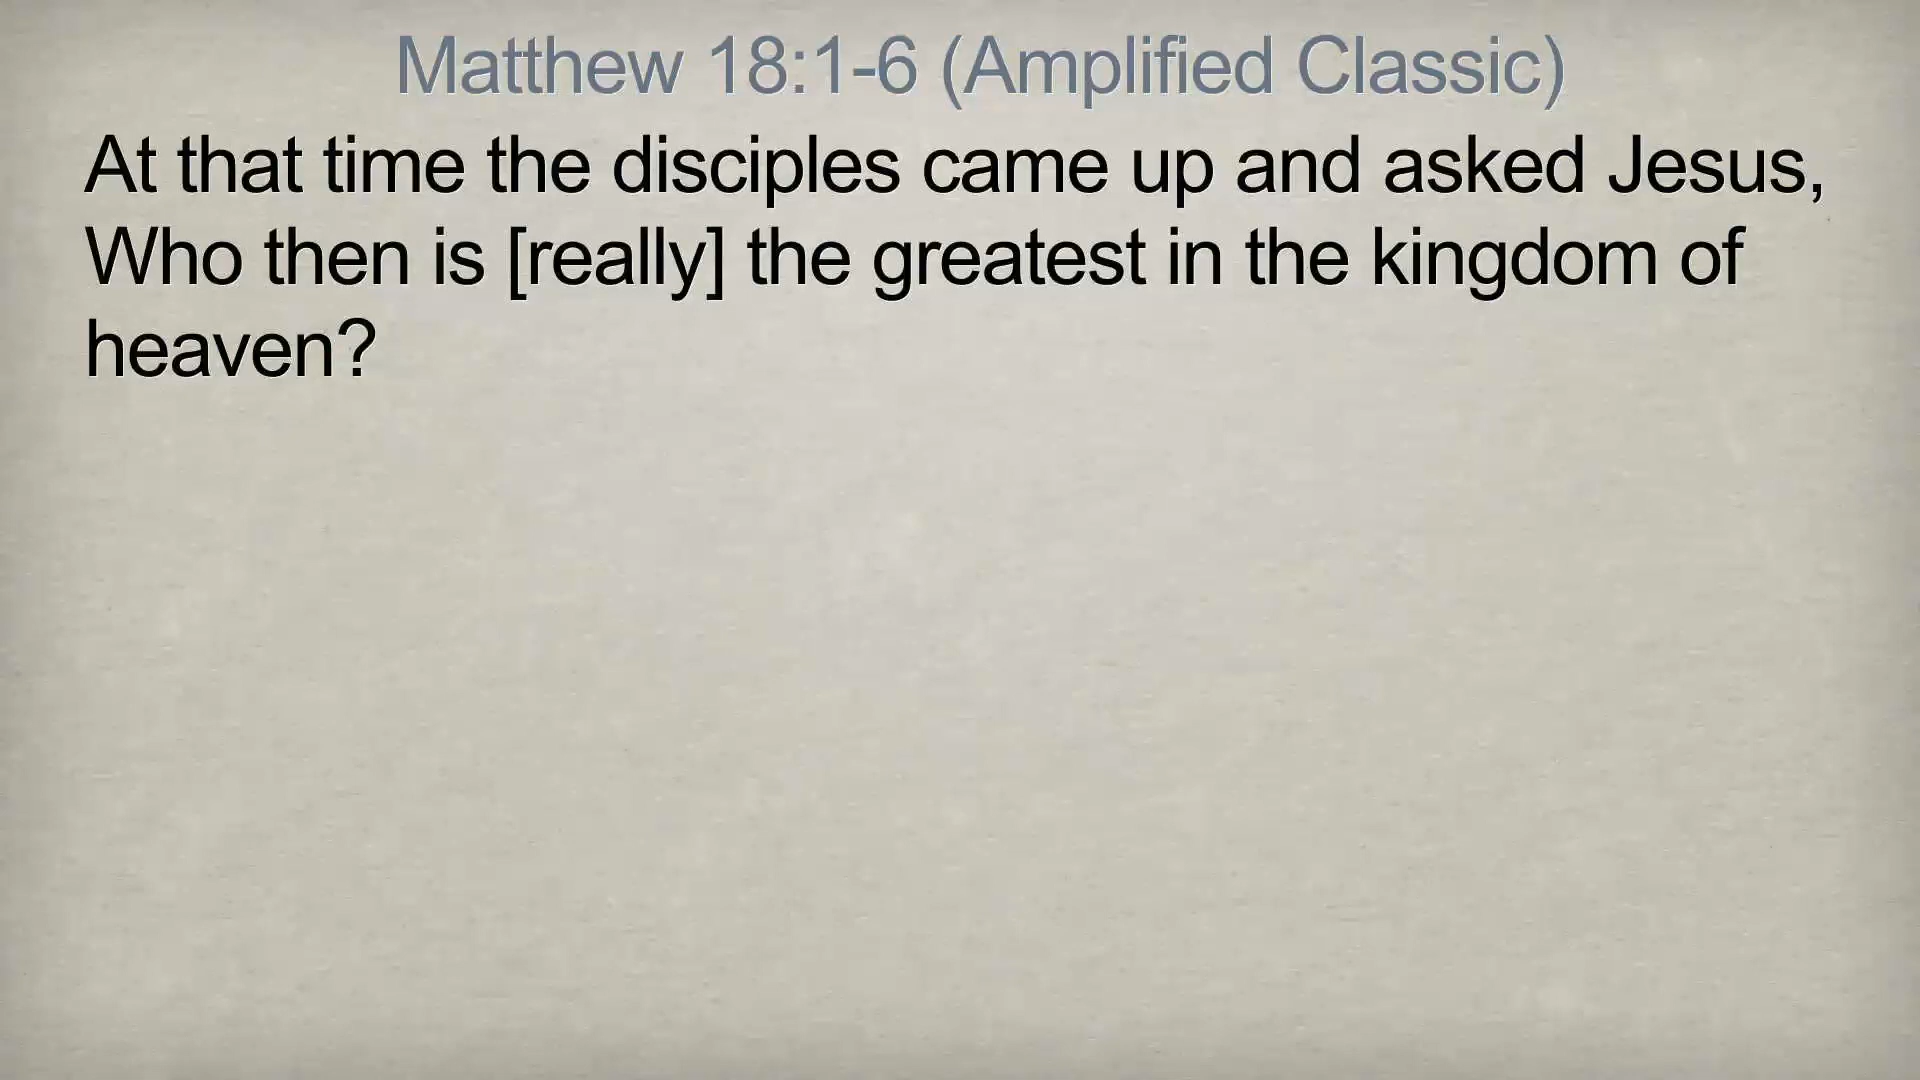 Matthew 18:1-6 (Amplified Classic)
At that time the disciples came up and asked Jesus,
Who then is [really] the greatest in the kingdom of
heaven?